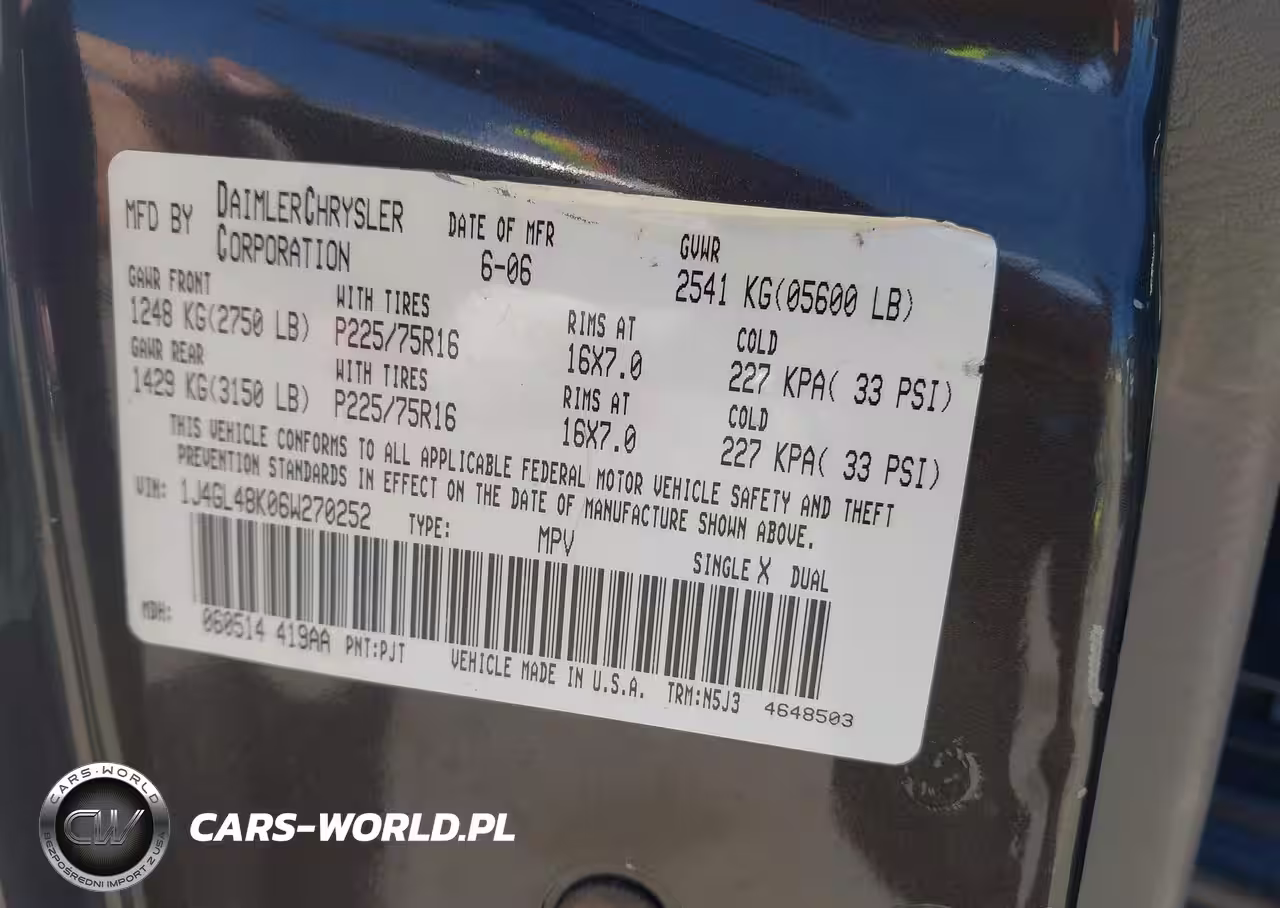 MFD BY DAIMLERCHRYSLER CORPORATION
DATE OF MFR 6-06
GVWR 2541 KG(05600 LB)
GAWR FRONT WITH TIRES RIMS AT COLD
1248 KG(2750 LB) P225/75R16 16X7.0 227 KPA( 33 PSI)
GAWR REAR WITH TIRES RIMS AT COLD
1429 KG(3150 LB) P225/75R16 16X7.0 227 KPA( 33 PSI)
THIS VEHICLE CONFORMS TO ALL APPLICABLE FEDERAL MOTOR VEHICLE SAFETY AND THEFT
PREVENTION STANDARDS IN EFFECT ON THE DATE OF MANUFACTURE SHOWN ABOVE.
VIN: 1J4GL48K06W270252 TYPE: MPV SINGLE X DUAL
MDH: 060514 419AA PNT:PJT VEHICLE MADE IN U.S.A. TRM:N5J3 4648503
CARS-WORLD
CW
BEZPOŚREDNI IMPORT Z USA
CARS-WORLD.PL